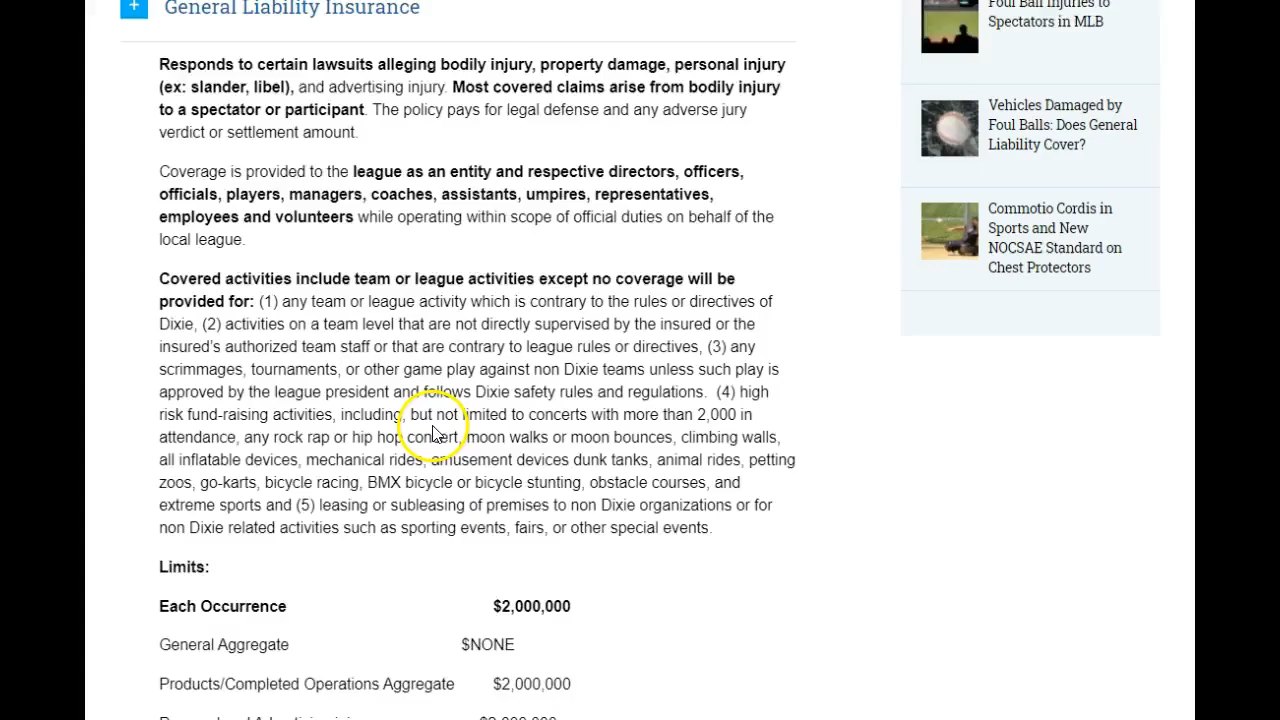 + General Liability Insurance
Responds to certain lawsuits alleging bodily injury, property damage, personal injury
(ex: slander, libel), and advertising injury. Most covered claims arise from bodily injury
to a spectator or participant. The policy pays for legal defense and any adverse jury
verdict or settlement amount.
Coverage is provided to the league as an entity and respective directors, officers,
officials, players, managers, coaches, assistants, umpires, representatives,
employees and volunteers while operating within scope of official duties on behalf of the
local league.
Covered activities include team or league activities except no coverage will be
provided for: (1) any team or league activity which is contrary to the rules or directives of
Dixie, (2) activities on a team level that are not directly supervised by the insured or the
insured's authorized team staff or that are contrary to league rules or directives, (3) any
scrimmages, tournaments, or other game play against non Dixie teams unless such play is
approved by the league president and follows Dixie safety rules and regulations. (4) high
risk fund-raising activities, including, but not limited to concerts with more than 2,000 in
attendance, any rock rap or hip hop concert, moon walks or moon bounces, climbing walls,
all inflatable devices, mechanical rides, amusement devices dunk tanks, animal rides, petting
zoos, go-karts, bicycle racing, BMX bicycle or bicycle stunting, obstacle courses, and
extreme sports and (5) leasing or subleasing of premises to non Dixie organizations or for
non Dixie related activities such as sporting events, fairs, or other special events.
Limits:
Each Occurrence $2,000,000
General Aggregate $NONE
Products/Completed Operations Aggregate $2,000,000
Foul Ball Injuries to
Spectators in MLB
Vehicles Damaged by
Foul Balls: Does General
Liability Cover?
Commotio Cordis in
Sports and New
NOCSAE Standard on
Chest Protectors